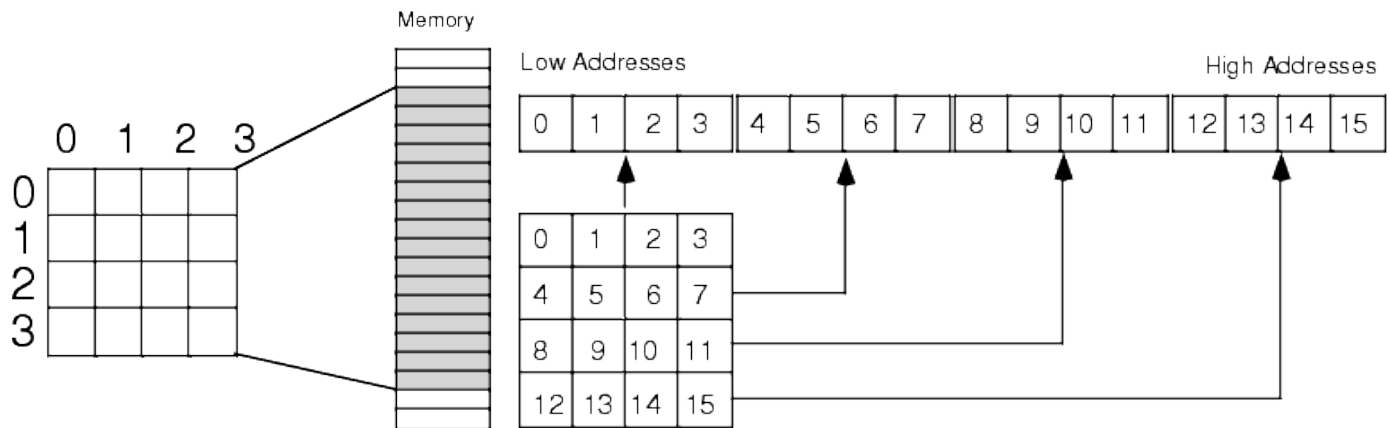 Memory
Low Addresses High Addresses
0 1 2 3 4 5 6 7 8 9 10 11 12 13 14 15
0 1 2 3
0
1
2
3
0 1 2 3
4 5 6 7
8 9 10 11
12 13 14 15